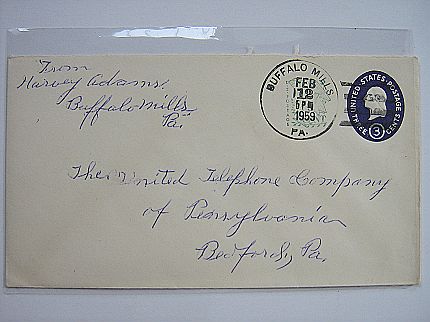 From
Harvey Adams.
Buffalo Mills
Pa.
BUFFALO MILLS
FEB
12
5 PM
1959
PA.
UNITED STATES POSTAGE
THREE 3 CENTS
The United Telephone Company
of Pennsylvania
Bedford, Pa.